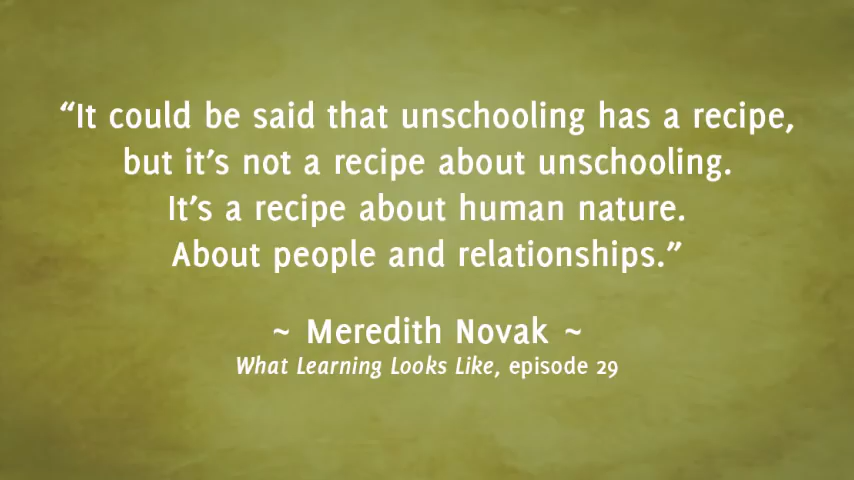 “It could be said that unschooling has a recipe,
but it’s not a recipe about unschooling.
It’s a recipe about human nature.
About people and relationships.”
~ Meredith Novak ~
What Learning Looks Like, episode 29